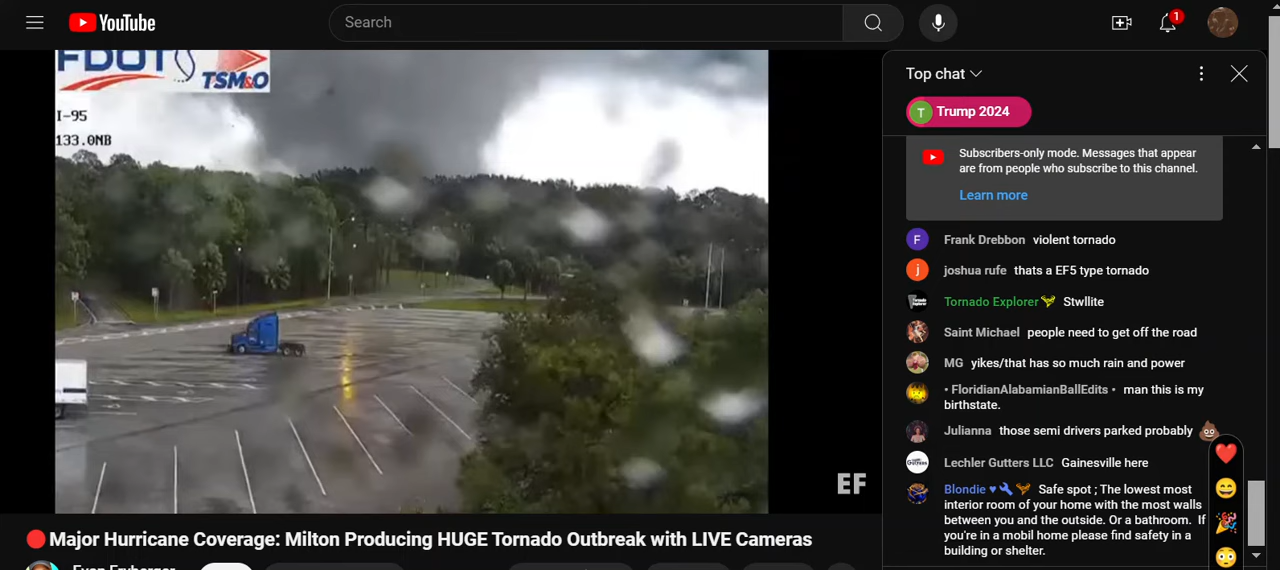 YouTube
Search
1
FDOT
TSM&O
I-95
133.0NB
EF
Major Hurricane Coverage: Milton Producing HUGE Tornado Outbreak with LIVE Cameras
Top chat
T Trump 2024
Subscribers-only mode. Messages that appear
are from people who subscribe to this channel.
Learn more
F Frank Drebbon violent tornado
j joshua rufe thats a EF5 type tornado
Tornado Explorer Stwllite
Saint Michael people need to get off the road
MG yikes/that has so much rain and power
• FloridianAlabamianBallEdits • man this is my
birthstate.
Julianna those semi drivers parked probably
Lechler Gutters LLC Gainesville here
Blondie ♥ Safe spot ; The lowest most
interior room of your home with the most walls
between you and the outside. Or a bathroom. If
you're in a mobil home please find safety in a
building or shelter.